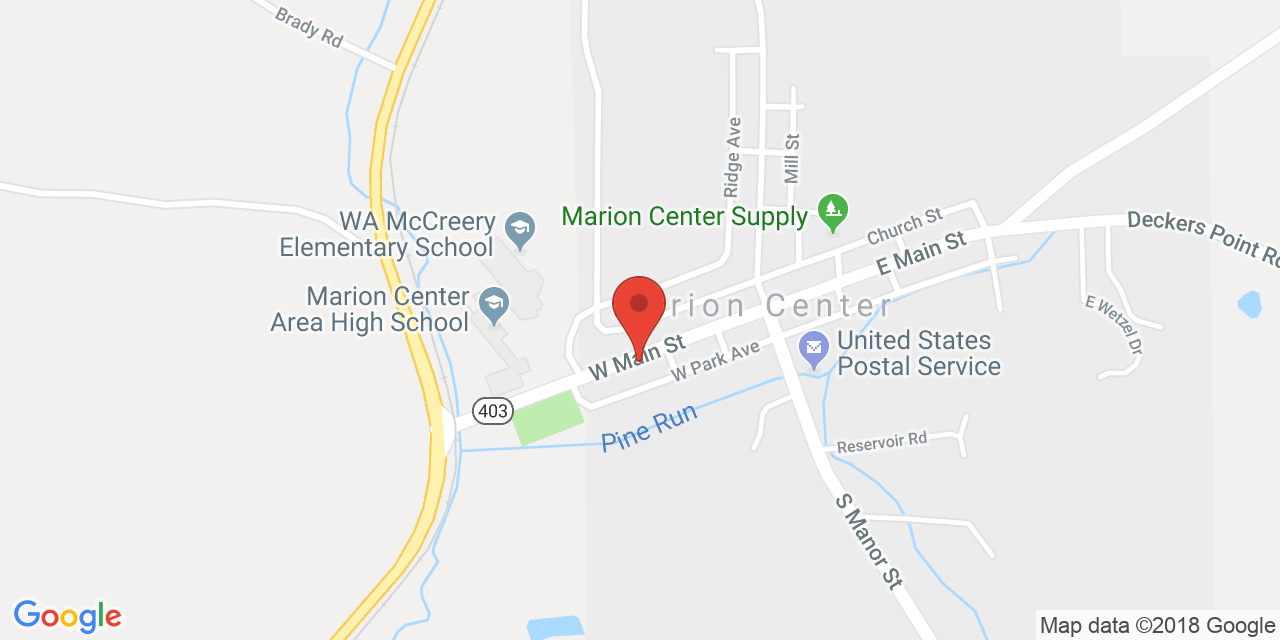 Brady Rd
Ridge Ave
Mill St
WA McCreery
Elementary School
Marion Center Supply
Church St
E Main St
Deckers Point Rd
Marion Center
Area High School
rion Center
E Wetzel Dr
W Main St
W Park Ave
United States
Postal Service
403
Pine Run
Reservoir Rd
S Manor St
Google
Map data ©2018 Google